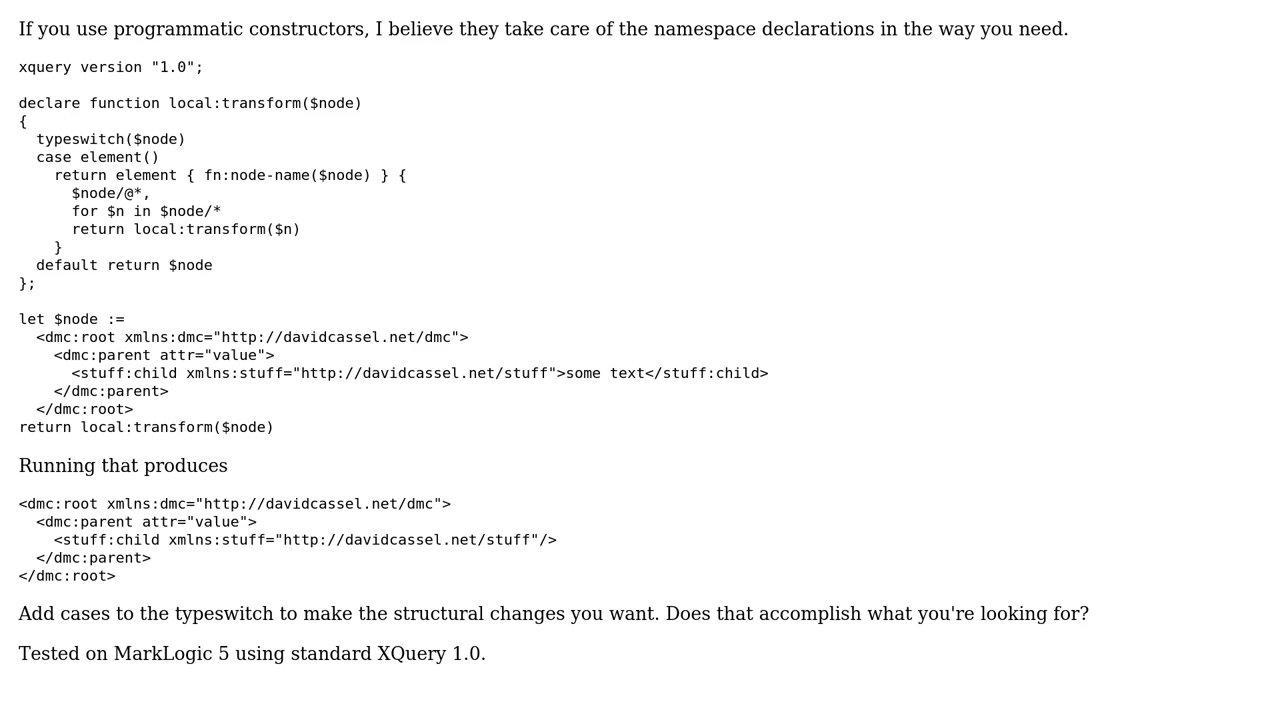 If you use programmatic constructors, I believe they take care of the namespace declarations in the way you need.
xquery version "1.0";
declare function local:transform($node)
{
  typeswitch($node)
  case element()
    return element { fn:node-name($node) } {
      $node/@*,
      for $n in $node/*
      return local:transform($n)
    }
  default return $node
};
let $node :=
  <dmc:root xmlns:dmc="http://davidcassel.net/dmc">
    <dmc:parent attr="value">
      <stuff:child xmlns:stuff="http://davidcassel.net/stuff">some text</stuff:child>
    </dmc:parent>
  </dmc:root>
return local:transform($node)
Running that produces
<dmc:root xmlns:dmc="http://davidcassel.net/dmc">
  <dmc:parent attr="value">
    <stuff:child xmlns:stuff="http://davidcassel.net/stuff"/>
  </dmc:parent>
</dmc:root>
Add cases to the typeswitch to make the structural changes you want. Does that accomplish what you're looking for?
Tested on MarkLogic 5 using standard XQuery 1.0.